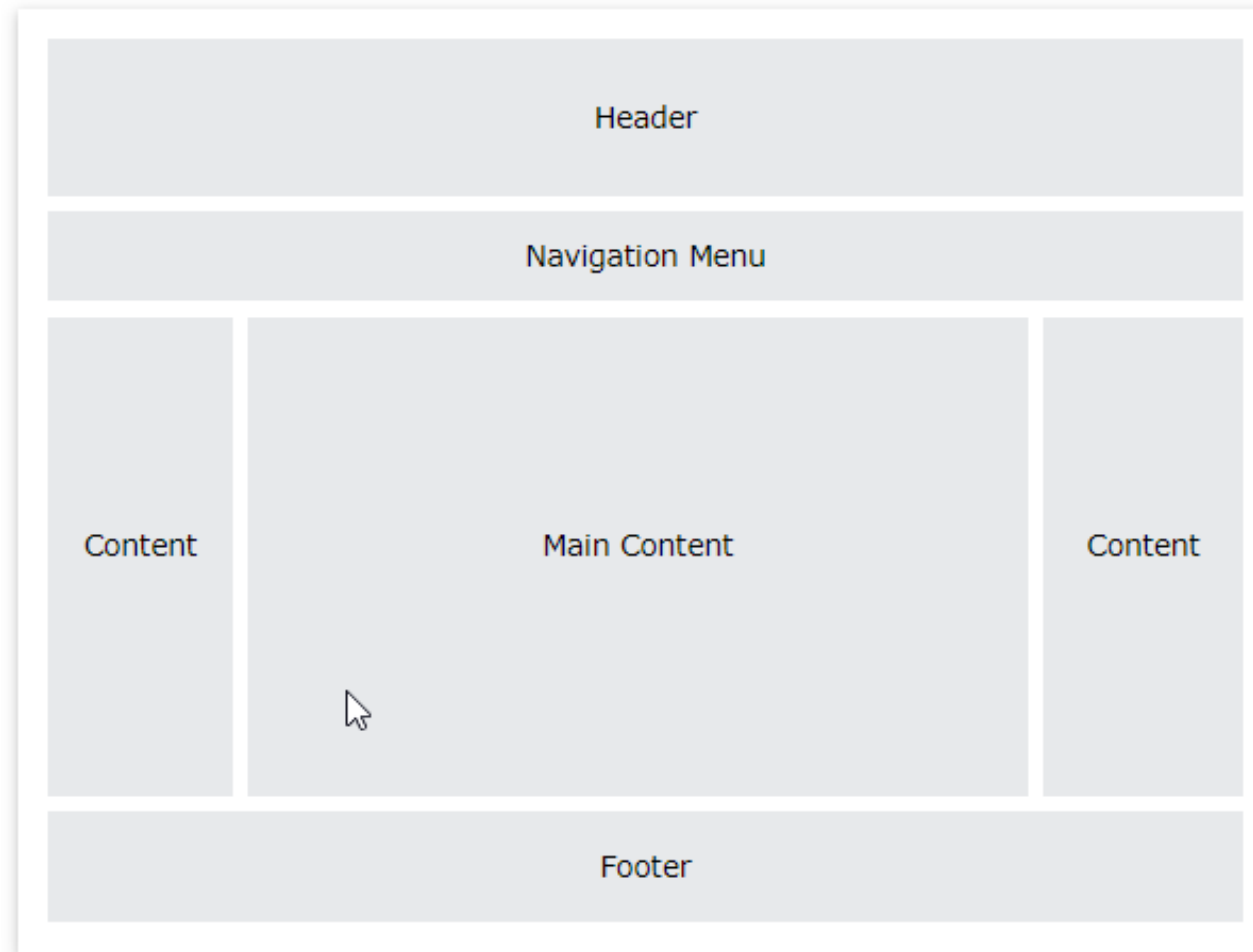 Header
Navigation Menu
Content
Main Content
Content
Footer